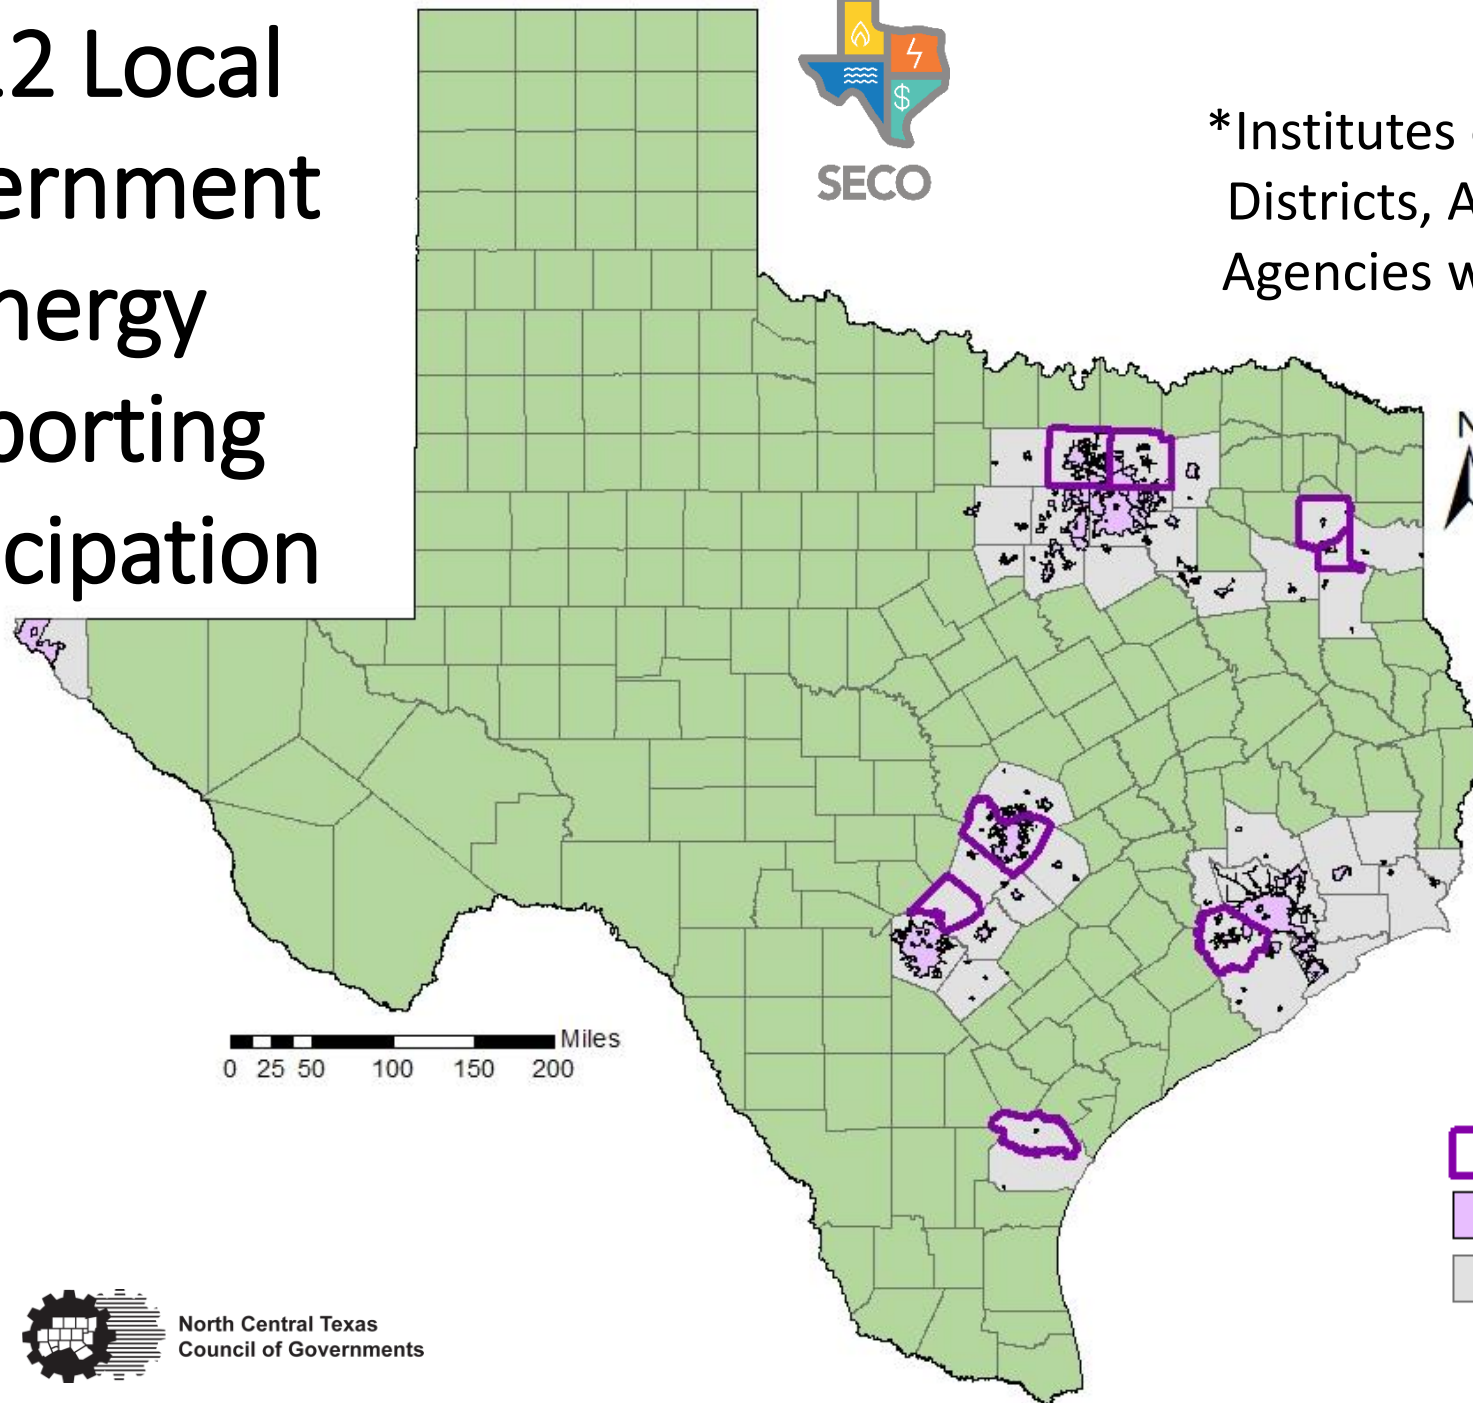 .2 Local
ernment
nergy
porting
cipation
SECO
$
*Institutes
Districts, A
Agencies w
N
Miles
0 25 50 100 150 200
North Central Texas
Council of Governments